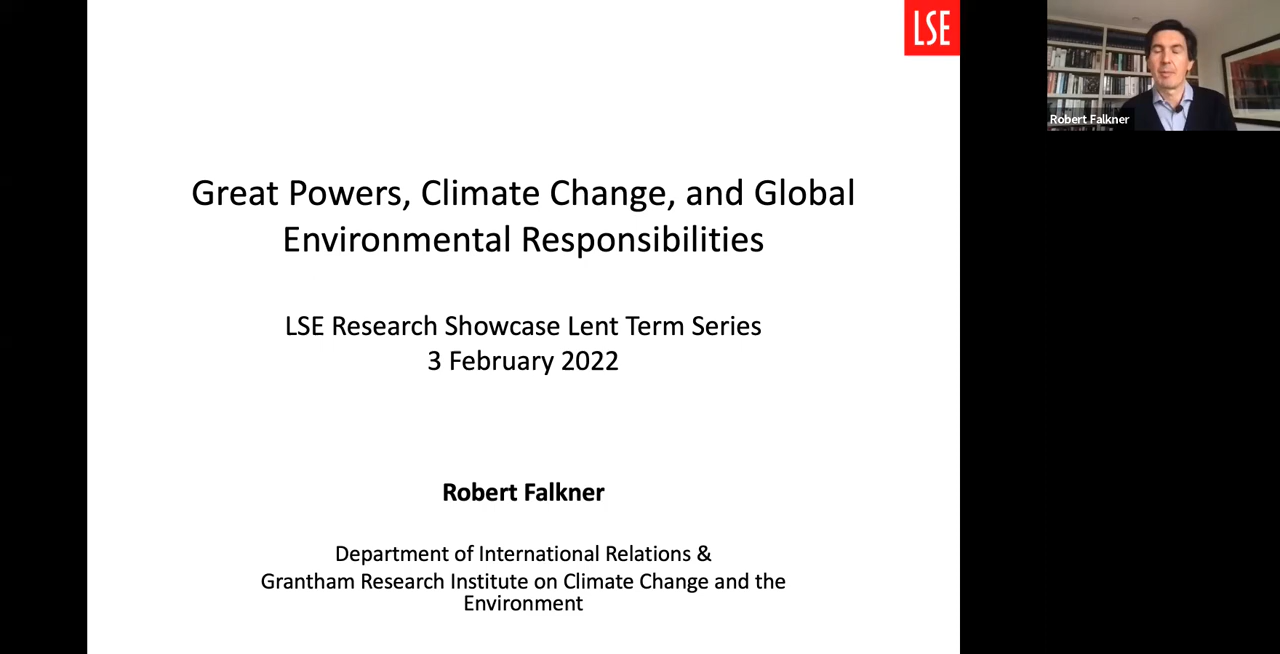 LSE
Great Powers, Climate Change, and Global
Environmental Responsibilities
LSE Research Showcase Lent Term Series
3 February 2022
Robert Falkner
Department of International Relations &
Grantham Research Institute on Climate Change and the
Environment
Robert Falkner